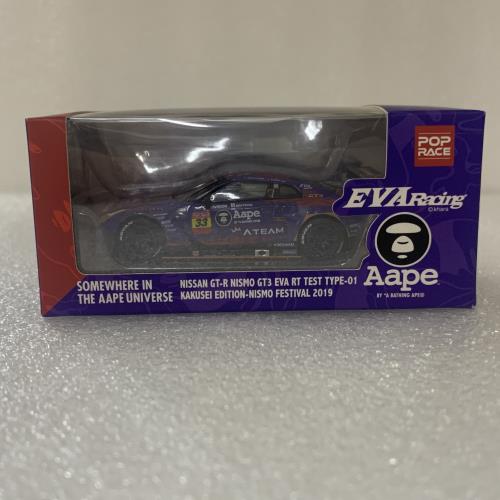 POP
RACE
EVA Racing
©khara
Aape
BY *A BATHING APE®
33
Aape
ATEAM
SOMEWHERE IN
THE AAPE UNIVERSE
NISSAN GT-R NISMO GT3 EVA RT TEST TYPE-01
KAKUSEI EDITION-NISMO FESTIVAL 2019